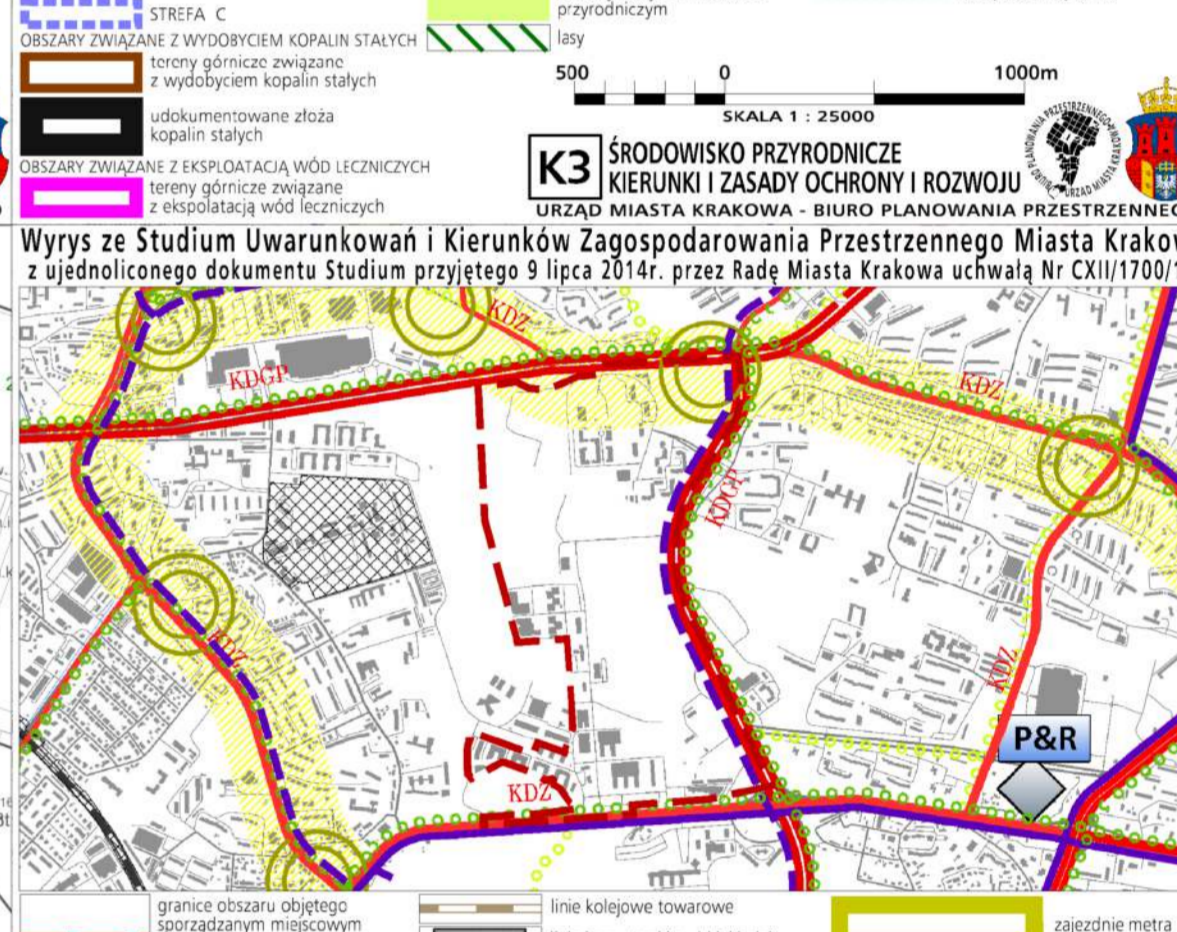 STREFA C
OBSZARY ZWIĄZANE Z WYDOBYCIEM KOPALIN STAŁYCH
tereny górnicze związane
z wydobyciem kopalin stałych
udokumentowane złoża
kopalin stałych
OBSZARY ZWIĄZANE Z EKSPLOATACJĄ WÓD LECZNICZYCH
tereny górnicze związane
z ekspolatacją wód leczniczych
przyrodniczym
lasy
500 0 1000m
SKALA 1 : 25000
K3
ŚRODOWISKO PRZYRODNICZE
KIERUNKI I ZASADY OCHRONY I ROZWOJU
URZĄD MIASTA KRAKOWA - BIURO PLANOWANIA PRZESTRZENNEG
Wyrys ze Studium Uwarunkowań i Kierunków Zagospodarowania Przestrzennego Miasta Krakow
z ujednoliconego dokumentu Studium przyjętego 9 lipca 2014r. przez Radę Miasta Krakowa uchwałą Nr CXII/1700/1
KDZ
KDGP
KDZ
KDGP
KDZ
KDZ
P&R
KDZ
granice obszaru objętego
sporządzanym miejscowym
linie kolejowe towarowe
zajezdnie metra